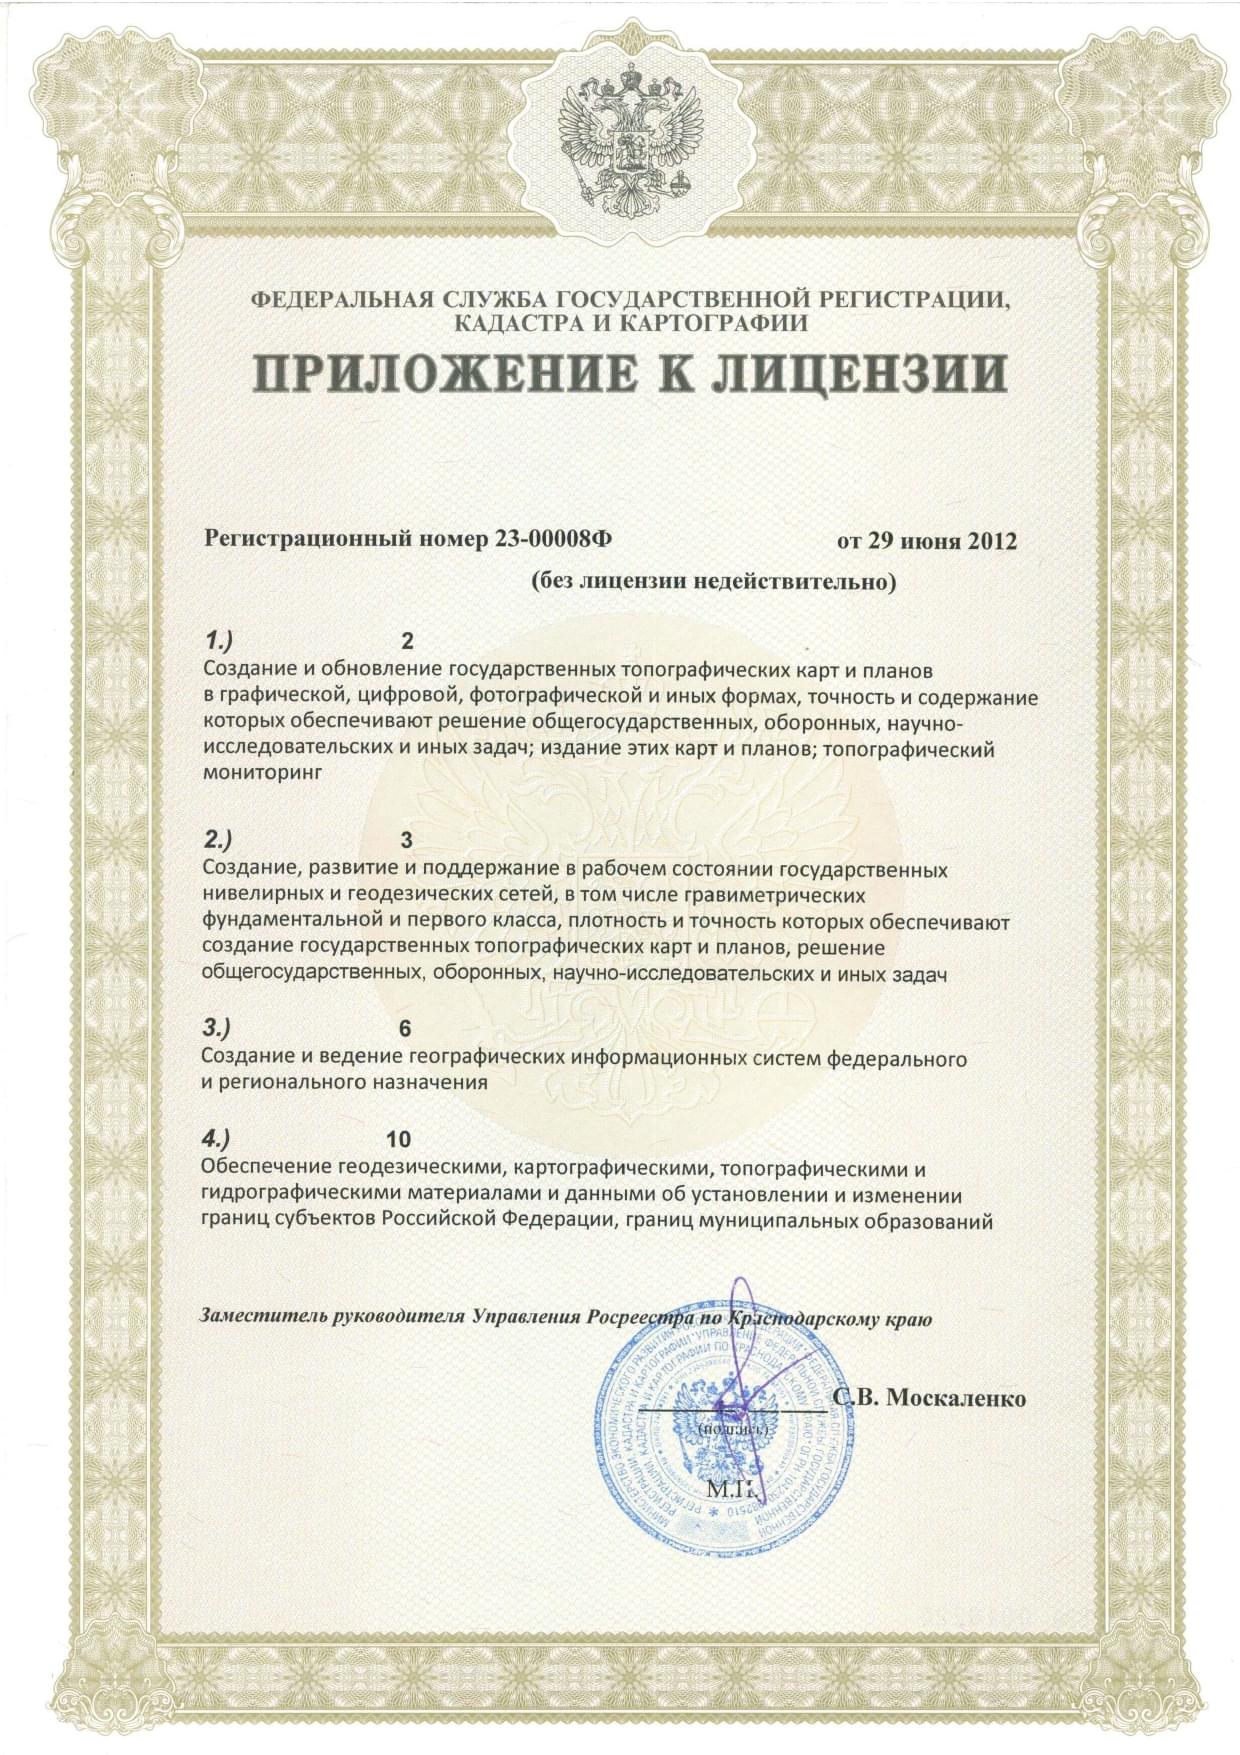 ФЕДЕРАЛЬНАЯ СЛУЖБА ГОСУДАРСТВЕННОЙ РЕГИСТРАЦИИ,
КАДАСТРА И КАРТОГРАФИИ
ПРИЛОЖЕНИЕ К ЛИЦЕНЗИИ
Регистрационный номер 23-00008Ф от 29 июня 2012
(без лицензии недействительно)
1.) 2
Создание и обновление государственных топографических карт и планов
в графической, цифровой, фотографической и иных формах, точность и содержание
которых обеспечивают решение общегосударственных, оборонных, научно-
исследовательских и иных задач; издание этих карт и планов; топографический
мониторинг
2.) 3
Создание, развитие и поддержание в рабочем состоянии государственных
нивелирных и геодезических сетей, в том числе гравиметрических
фундаментальной и первого класса, плотность и точность которых обеспечивают
создание государственных топографических карт и планов, решение
общегосударственных, оборонных, научно-исследовательских и иных задач
3.) 6
Создание и ведение географических информационных систем федерального
и регионального назначения
4.) 10
Обеспечение геодезическими, картографическими, топографическими и
гидрографическими материалами и данными об установлении и изменении
границ субъектов Российской Федерации, границ муниципальных образований
Заместитель руководителя Управления Росреестра по Краснодарскому краю
С.В. Москаленко
(подпись)
М.П.